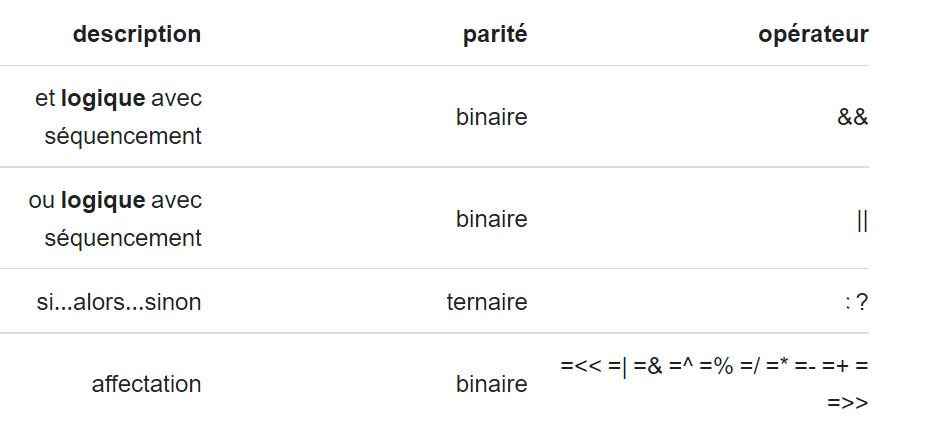 description parité opérateur
et logique avec
séquencement
binaire
&&
ou logique avec
séquencement
binaire
||
si...alors...sinon ternaire : ?
affectation
binaire
=<< =| =& =^ =% =/ =* =- =+ =
=>>